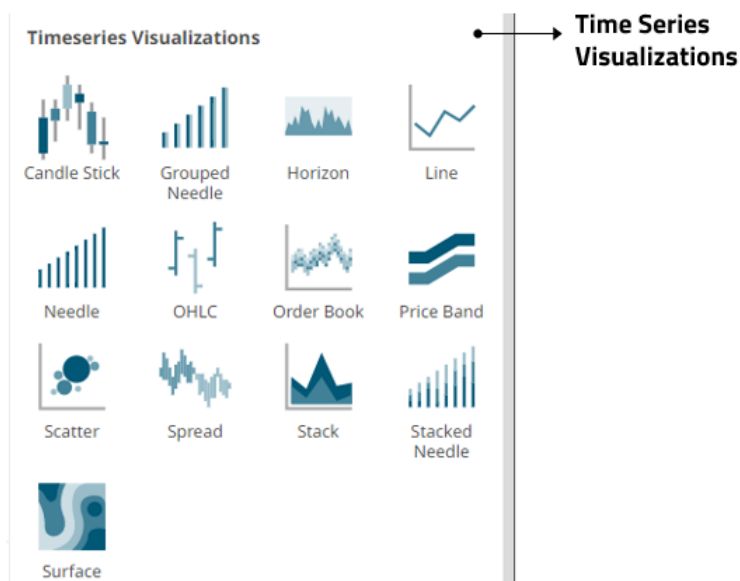 Timeseries Visualizations
Time Series
Visualizations
Candle Stick
Grouped
Needle
Horizon
Line
Needle
OHLC
Order Book
Price Band
Scatter
Spread
Stack
Stacked
Needle
Surface